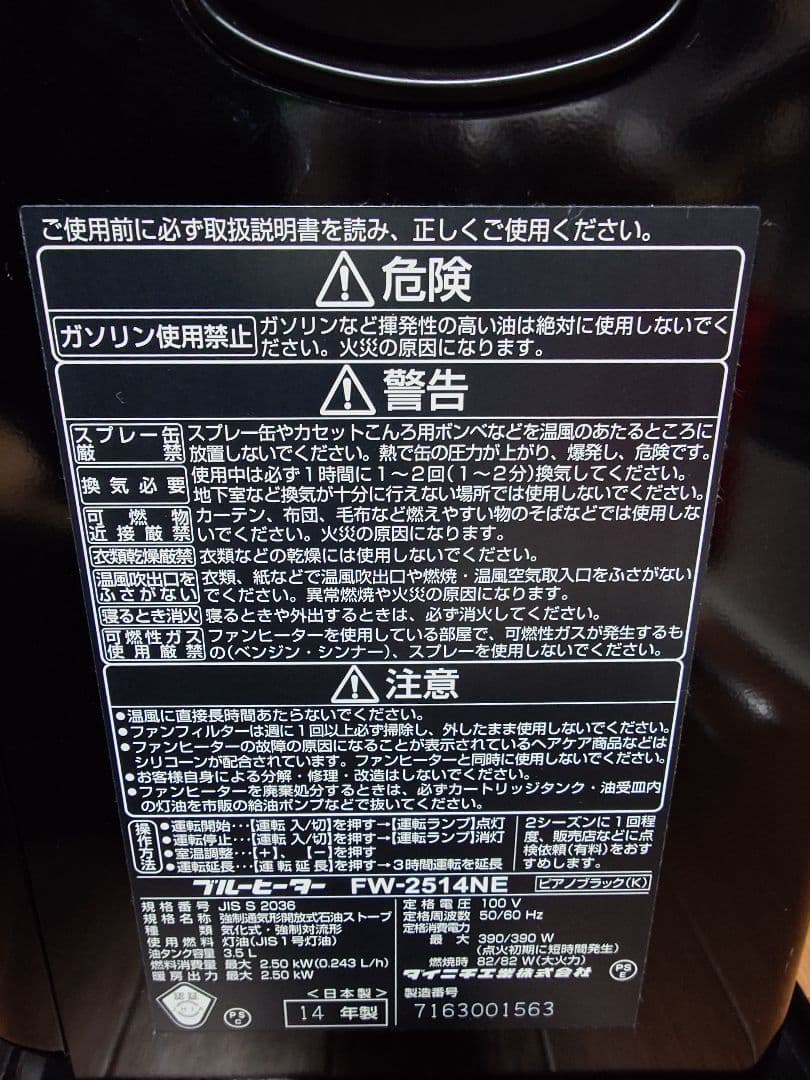 ご使用前に必ず取扱説明書を読み、正しくご使用ください。
危険
ガソリン使用禁止 ガソリンなど揮発性の高い油は絶対に使用しないでく
ださい。火災の原因になります。
警告
スプレー缶 スプレー缶やカセットこんろ用ボンベなどを温風のあたるところに
厳禁 放置しないでください。熱で缶の圧力が上がり、爆発し、危険です。
換気必要 使用中は必ず1時間に1〜2回(1〜2分)換気してください。
地下室など換気が十分に行えない場所では使用しないでください。
可燃物 カーテン、布団、毛布など燃えやすい物のそばなどでは使用しな
近接厳禁 いでください。火災の原因になります。
衣類乾燥厳禁 衣類などの乾燥には使用しないでください。
温風吹出口を 衣類、紙などで温風吹出口や燃焼・温風空気取入口をふさがない
ふさがない でください。異常燃焼や火災の原因になります。
寝るとき消火 寝るときや外出するときは、必ず消火してください。
可燃性ガス ファンヒーターを使用している部屋で、可燃性ガスが発生するも
使用厳禁 の(ベンジン・シンナー)、スプレーを使用しないでください。
注意
●温風に直接長時間あたらないでください。
●ファンフィルターは週に1回以上必ず掃除し、外したまま使用しないでください。
●ファンヒーターの故障の原因になることが表示されているヘアケア商品などは
シリコーンが配合されています。ファンヒーターと同時に使用しないでください。
●お客様自身による分解・修理・改造はしないでください。
●ファンヒーターを廃棄処分するときは、必ずカートリッジタンク・油受皿内
の灯油を市販の給油ポンプなどで抜いてください。
操作方法
●運転開始・・・【運転 入/切】を押す→【運転ランプ】点灯
●運転停止・・・【運転 入/切】を押す→【運転ランプ】消灯
●室温調整・・・【+】、【−】を押す
●運転延長・・・【運転延長】を押す→3時間運転を延長
2シーズンに1回程
度、販売店などに点
検依頼(有料)をおす
すめします。
ブルーヒーター FW-2514NE ピアノブラック(K)
規格番号 JIS S 2036
規格名称 強制通気形開放式石油ストーブ
種類 気化式・強制対流形
使用燃料 灯油(JIS1号灯油)
油タンク容量 3.5L
燃料消費量 最大 2.50 kW(0.243 L/h)
暖房出力 最大 2.50 kW
定格電圧 100 V
定格周波数 50/60 Hz
定格消費電力
最大 390/390 W
(点火初期に短時間発生)
燃焼時 82/82 W(大火力)
ダイニチ工業株式会社
PS
E
PS
C
<日本製>
14 年製
製造番号
7163001563